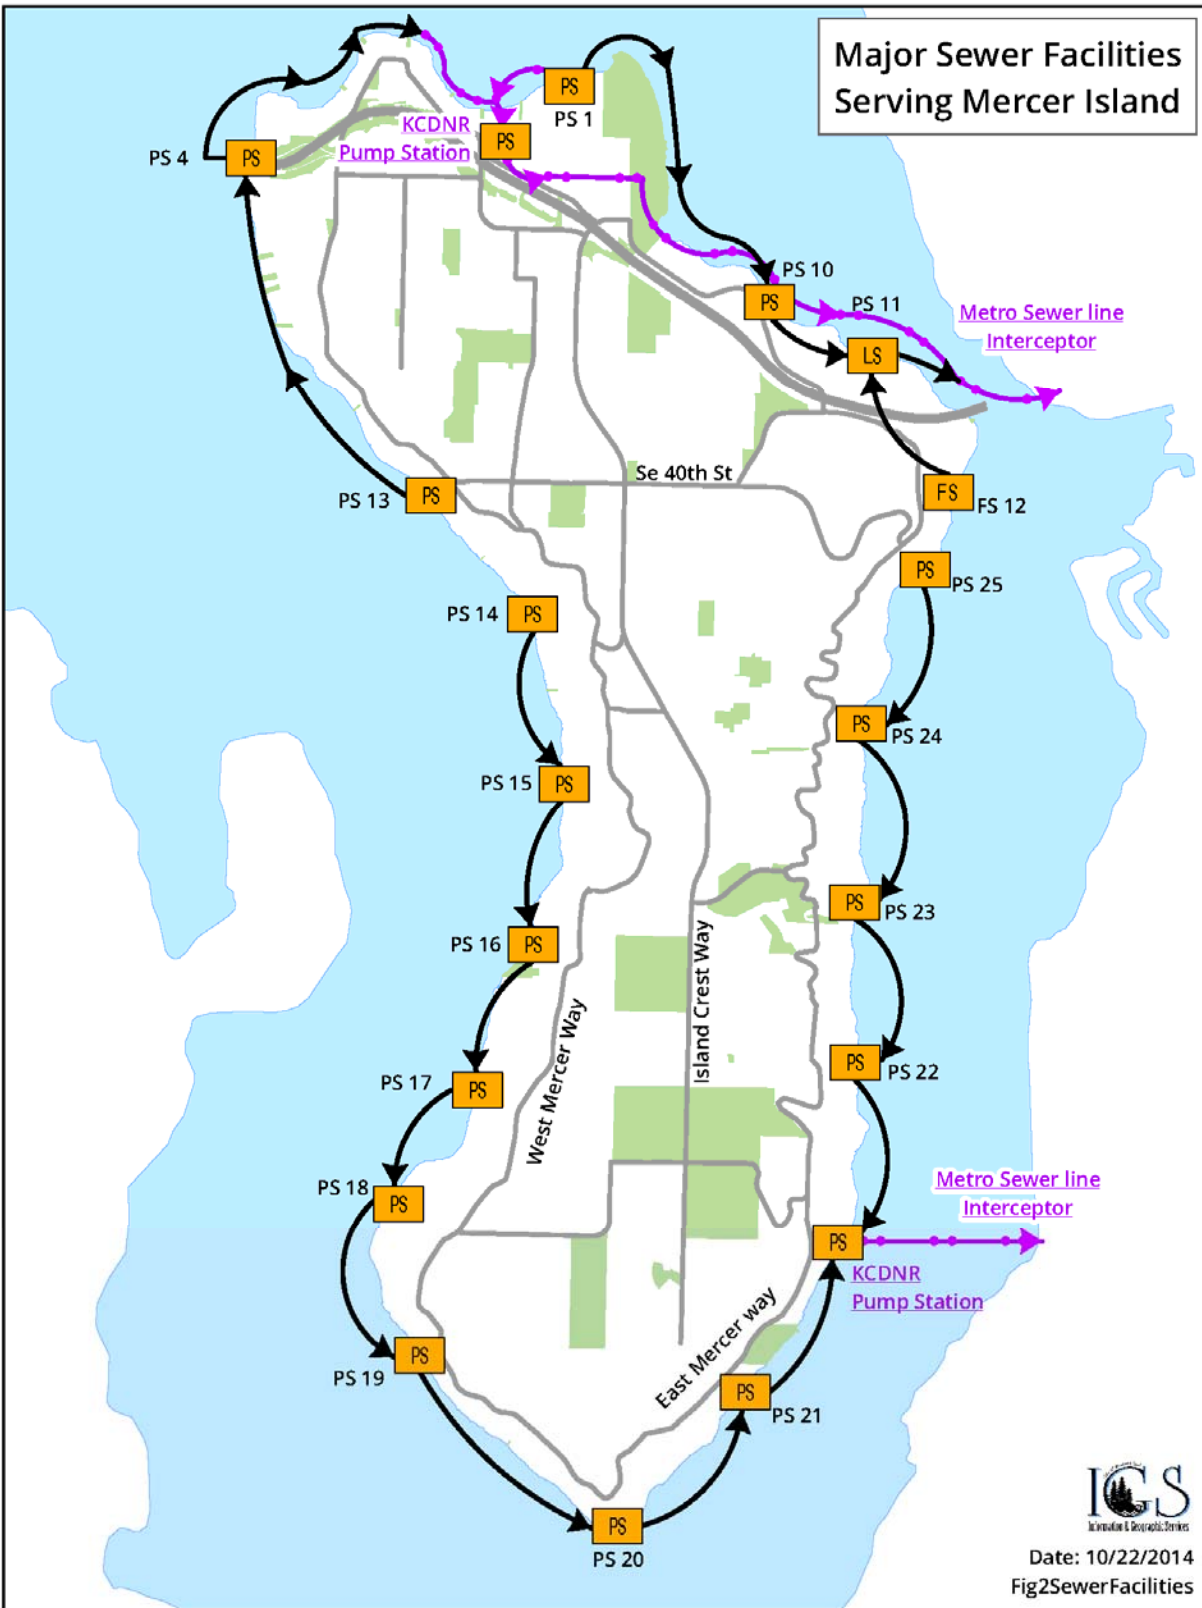 Major Sewer Facilities
Serving Mercer Island
PS
PS 1
KCDNR
Pump Station
PS
PS 4
PS
PS 10
PS
PS 11
LS
Metro Sewer line
Interceptor
Se 40th St
PS 13
PS
FS
FS 12
PS
PS 25
PS 14
PS
PS
PS 24
PS 15
PS
PS
PS 23
PS 16
PS
Island Crest Way
West Mercer Way
PS
PS 22
PS 17
PS
PS 18
PS
Metro Sewer line
Interceptor
PS
KCDNR
Pump Station
East Mercer way
PS
PS 19
PS
PS 21
PS
PS 20
IGS
Information & Geographic Services
Date: 10/22/2014
Fig2SewerFacilities